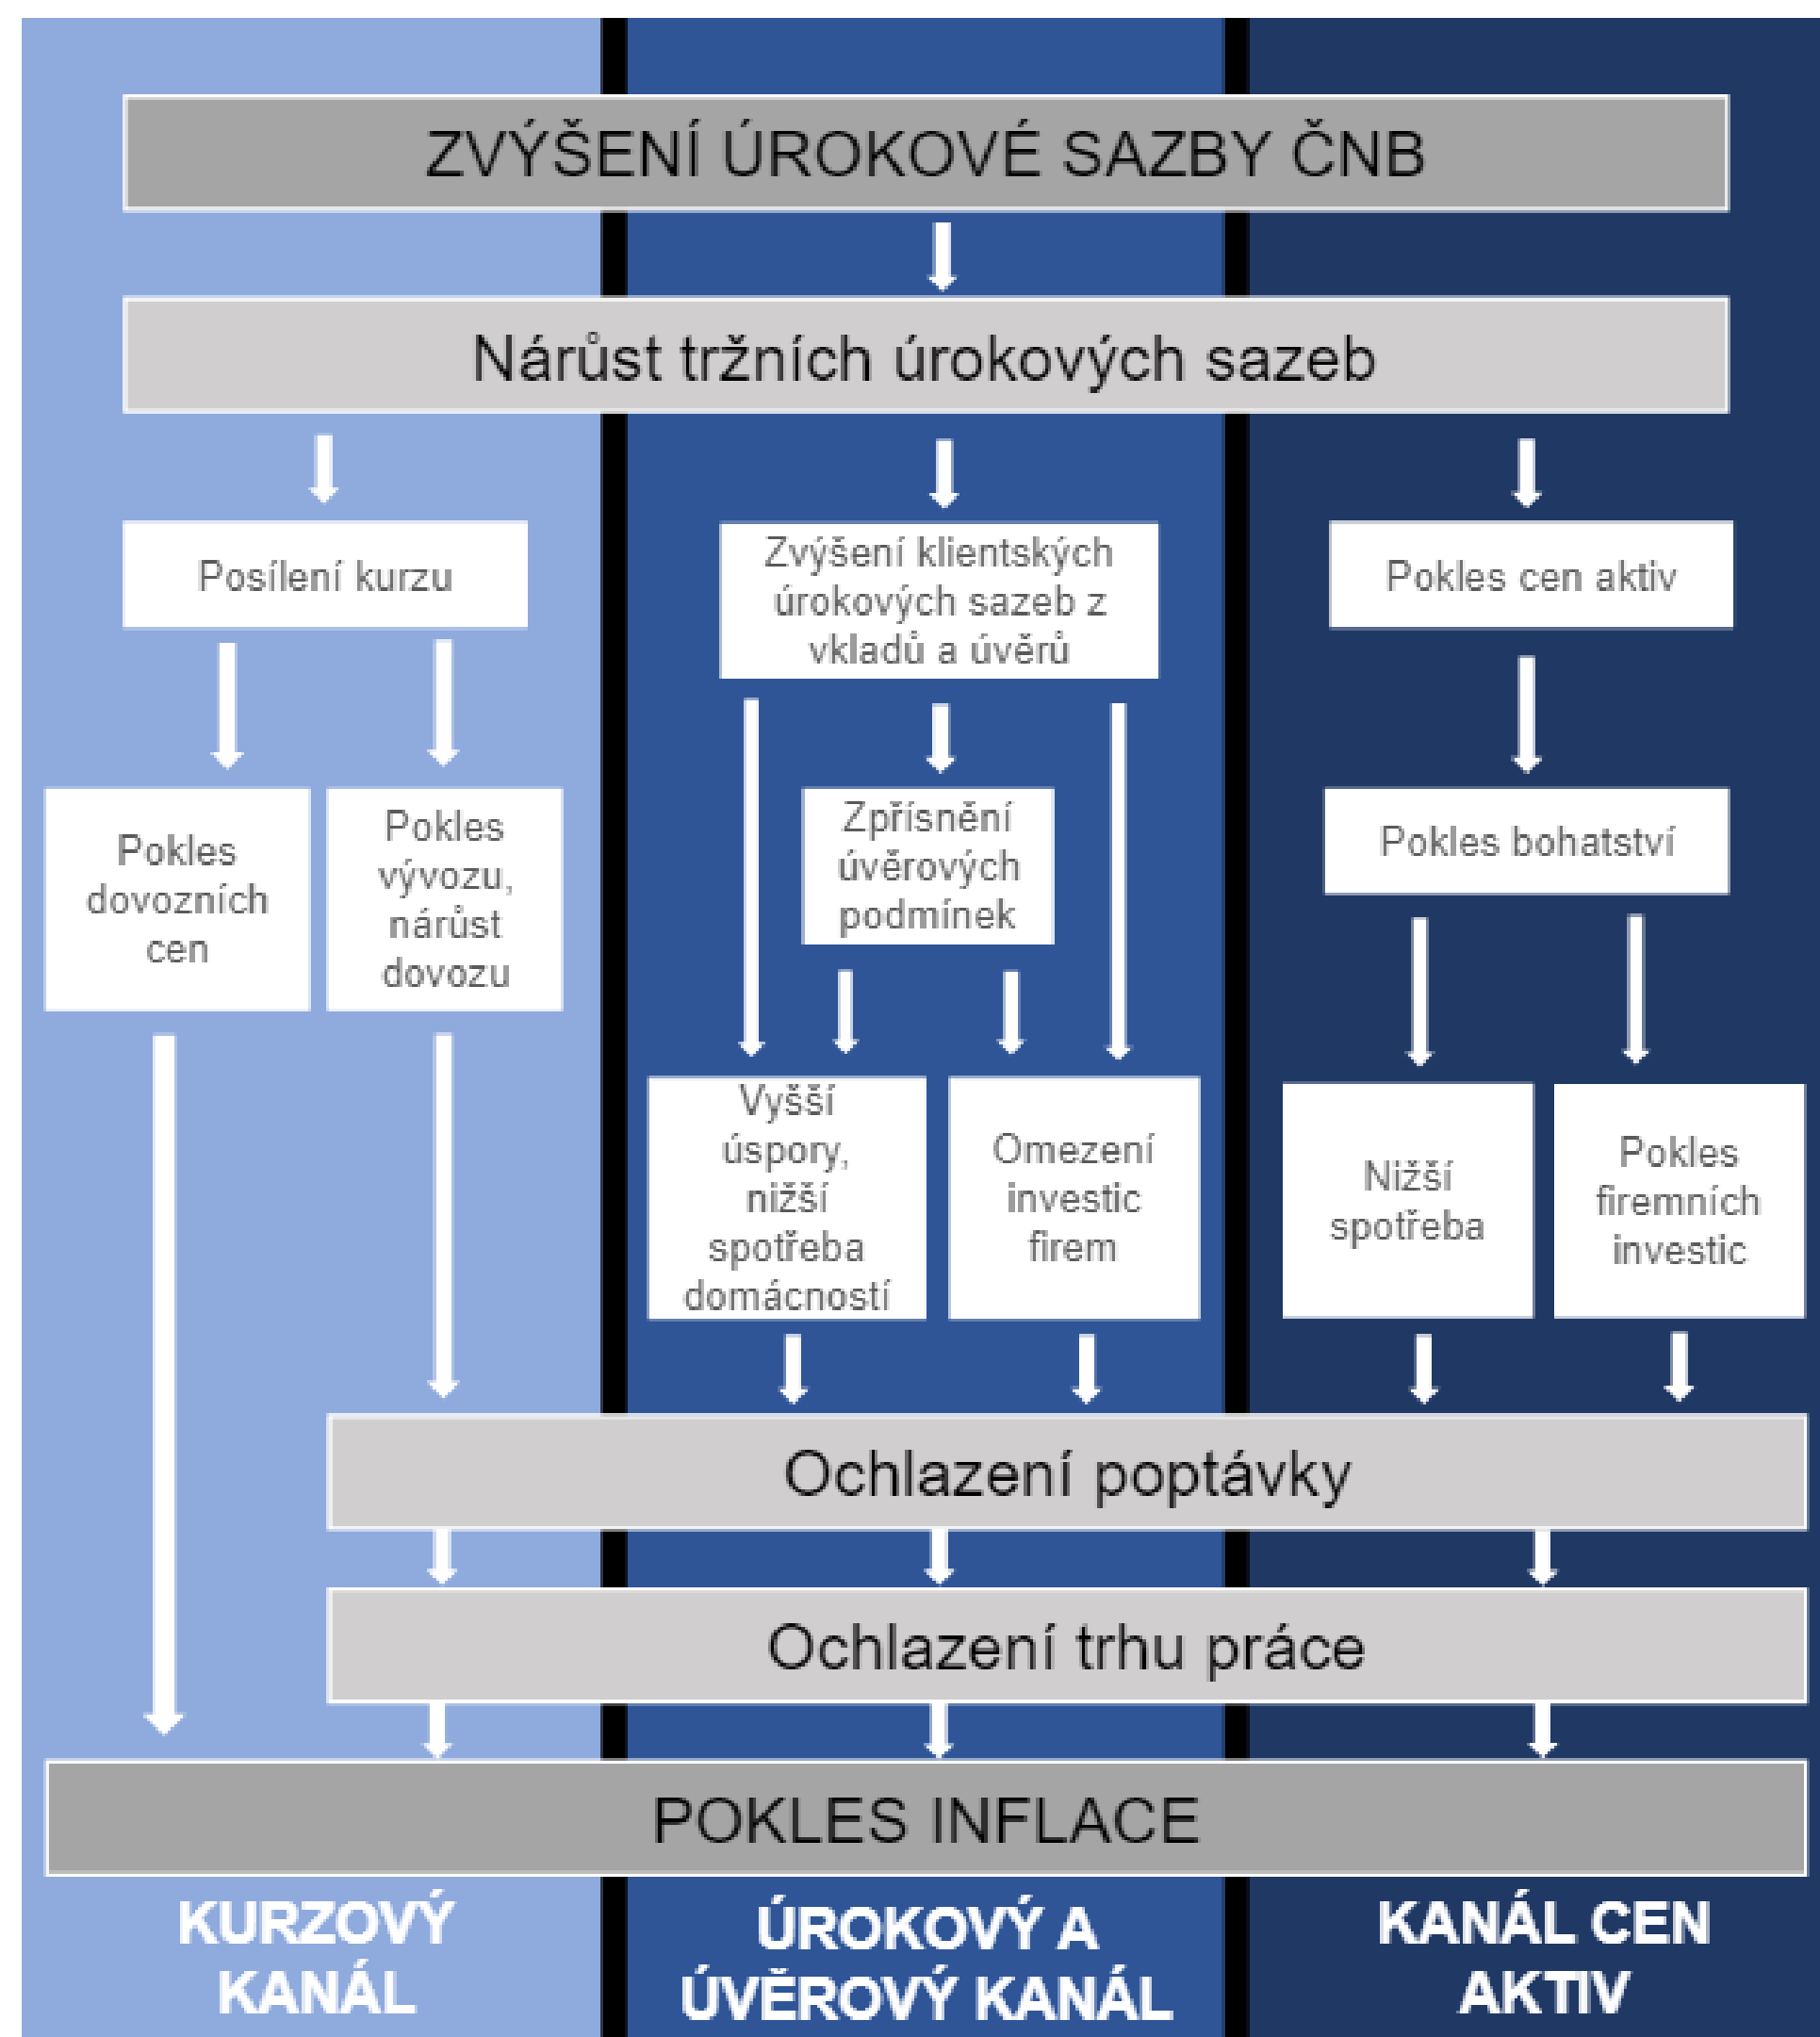 ZVÝŠENÍ ÚROKOVÉ SAZBY ČNB
Nárůst tržních úrokových sazeb
Posílení kurzu
Zvýšení klientských
úrokových sazeb z
vkladů a úvěrů
Pokles cen aktiv
Pokles
dovozních
cen
Pokles
vývozu,
nárůst
dovozu
Zpřísnění
úvěrových
podmínek
Pokles bohatství
Vyšší
úspory,
nižší
spotřeba
domácností
Omezení
investic
firem
Nižší
spotřeba
Pokles
firemních
investic
Ochlazení poptávky
Ochlazení trhu práce
POKLES INFLACE
KURZOVÝ
KANÁL
ÚROKOVÝ A
ÚVĚROVÝ KANÁL
KANÁL CEN
AKTIV